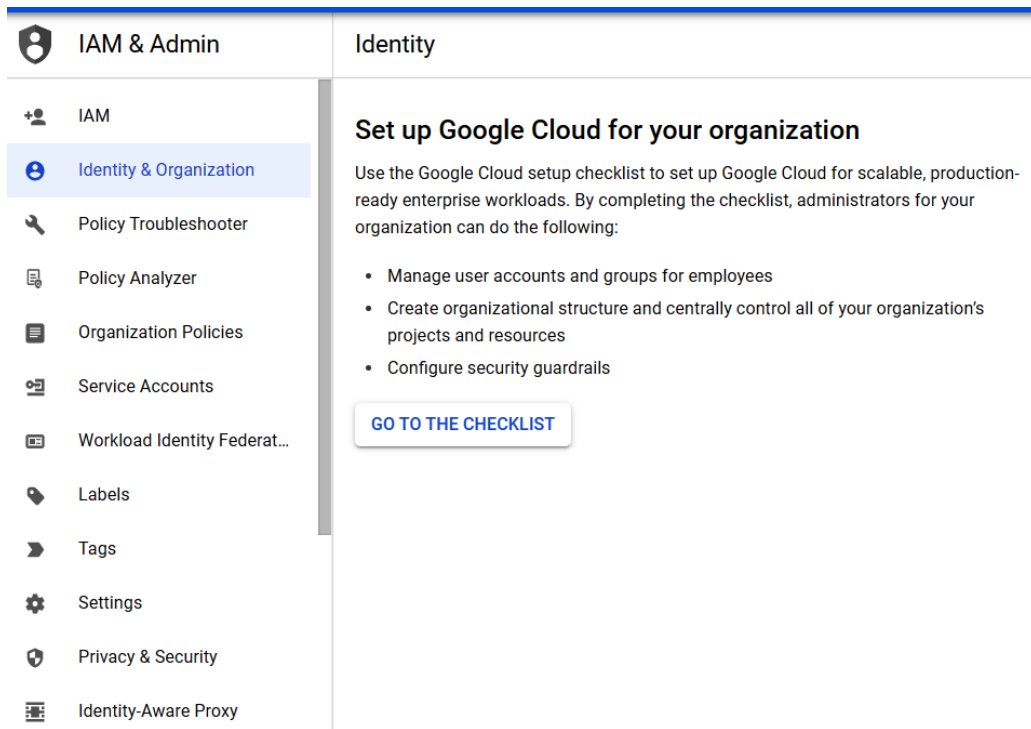 IAM & Admin
Identity
IAM
Identity & Organization
Policy Troubleshooter
Policy Analyzer
Organization Policies
Service Accounts
Workload Identity Federat...
Labels
Tags
Settings
Privacy & Security
Identity-Aware Proxy
Set up Google Cloud for your organization
Use the Google Cloud setup checklist to set up Google Cloud for scalable, production-
ready enterprise workloads. By completing the checklist, administrators for your
organization can do the following:
• Manage user accounts and groups for employees
• Create organizational structure and centrally control all of your organization's
projects and resources
• Configure security guardrails
GO TO THE CHECKLIST